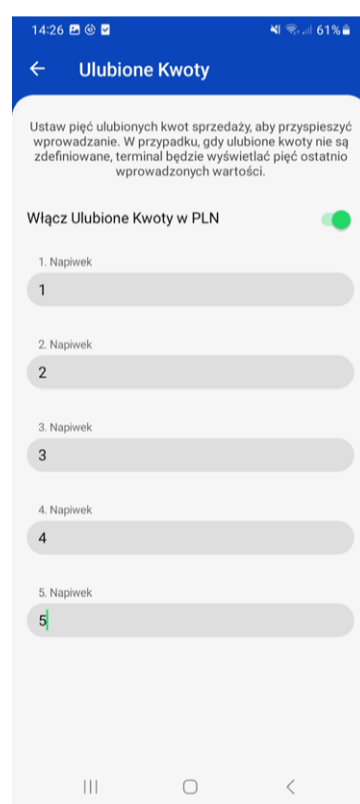 14:26 61%
Ulubione Kwoty
Ustaw pięć ulubionych kwot sprzedaży, aby przyspieszyć
wprowadzanie. W przypadku, gdy ulubione kwoty nie są
zdefiniowane, terminal będzie wyświetlać pięć ostatnio
wprowadzonych wartości.
Włącz Ulubione Kwoty w PLN
1. Napiwek
1
2. Napiwek
2
3. Napiwek
3
4. Napiwek
4
5. Napiwek
5